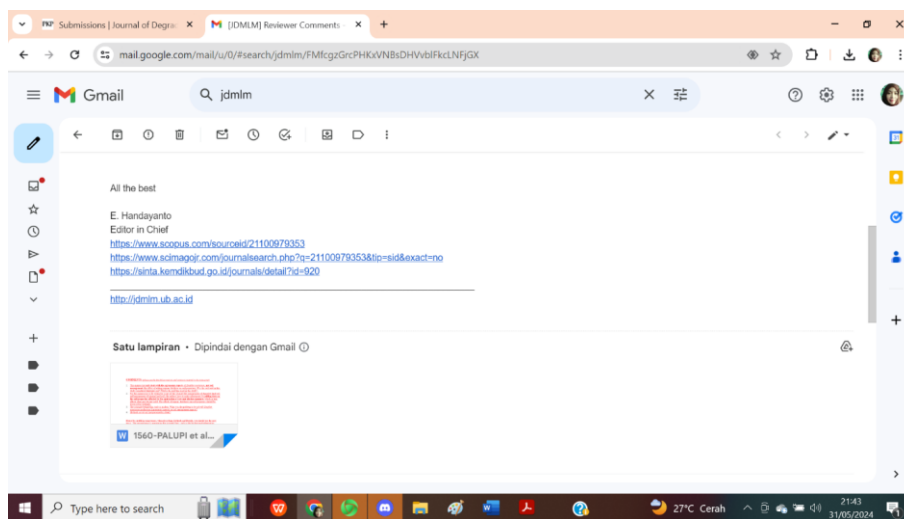 PKP Submissions | Journal of Degra
[JDMLM] Reviewer Comments -
mail.google.com/mail/u/0/#search/jdmlm/FMfcgzGrcPHKxVNBsDHVvblFkcLNFjGX
Gmail
jdmlm
All the best
E. Handayanto
Editor in Chief
https://www.scopus.com/sourceid/21100979353
https://www.scimagojr.com/journalsearch.php?q=21100979353&tip=sid&exact=no
https://sinta.kemdikbud.go.id/journals/detail?id=920
http://jdmlm.ub.ac.id
Satu lampiran • Dipindai dengan Gmail
W 1560-PALUPI et al...
Type here to search
27°C Cerah
21:43
31/05/2024